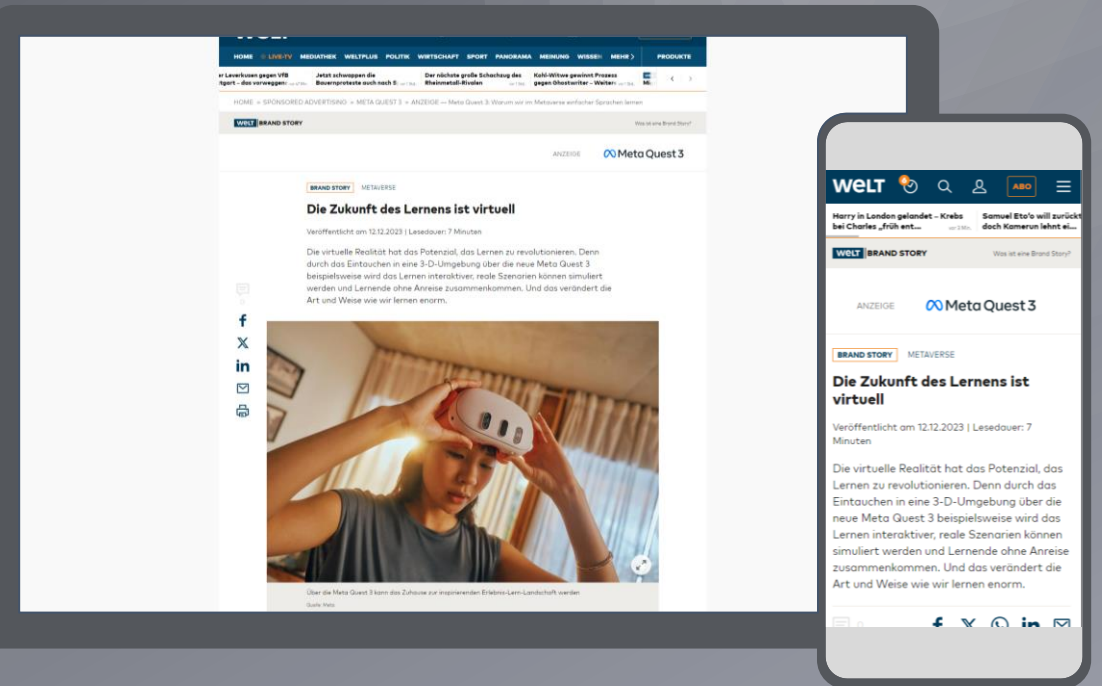 HOME LIVE-TV MEDIATHEK WELTPLUS POLITIK WIRTSCHAFT SPORT PANORAMA MEINUNG WISSEN MEHR PRODUKTE
er Leverkusen gegen VfB Jetzt schwappen die Der nächste große Schachzug des Kohl-Witwe gewinnt Prozess
Bauernproteste auch nach Rheinmetall-Rivalen gegen Ghostwriter – Weiter
HOME » SPONSORED ADVERTISING » META QUEST 3 » ANZEIGE — Meta Quest 3: Warum wir im Metaverse einfacher Sprachen lernen
WELT BRAND STORY Was ist eine Brand Story?
ANZEIGE Meta Quest 3
BRAND STORY METAVERSE
Die Zukunft des Lernens ist virtuell
Veröffentlicht am 12.12.2023 | Lesedauer: 7 Minuten
Die virtuelle Realität hat das Potenzial, das Lernen zu revolutionieren. Denn
durch das Eintauchen in eine 3-D-Umgebung über die neue Meta Quest 3
beispielsweise wird das Lernen interaktiver, reale Szenarien können simuliert
werden und Lernende ohne Anreise zusammenkommen. Und das verändert die
Art und Weise wie wir lernen enorm.
Über die Meta Quest 3 kann das Zuhause zur inspirierenden Erlebnis-Lern-Landschaft werden
Quelle: Meta
WELT ABO
Harry in London gelandet – Krebs Samuel Eto'o will zurückt
bei Charles „früh ent... doch Kamerun lehnt ei...
WELT BRAND STORY Was ist eine Brand Story?
ANZEIGE Meta Quest 3
BRAND STORY METAVERSE
Die Zukunft des Lernens ist
virtuell
Veröffentlicht am 12.12.2023 | Lesedauer: 7
Minuten
Die virtuelle Realität hat das Potenzial, das
Lernen zu revolutionieren. Denn durch das
Eintauchen in eine 3-D-Umgebung über die
neue Meta Quest 3 beispielsweise wird das
Lernen interaktiver, reale Szenarien können
simuliert werden und Lernende ohne Anreise
zusammenkommen. Und das verändert die
Art und Weise wie wir lernen enorm.